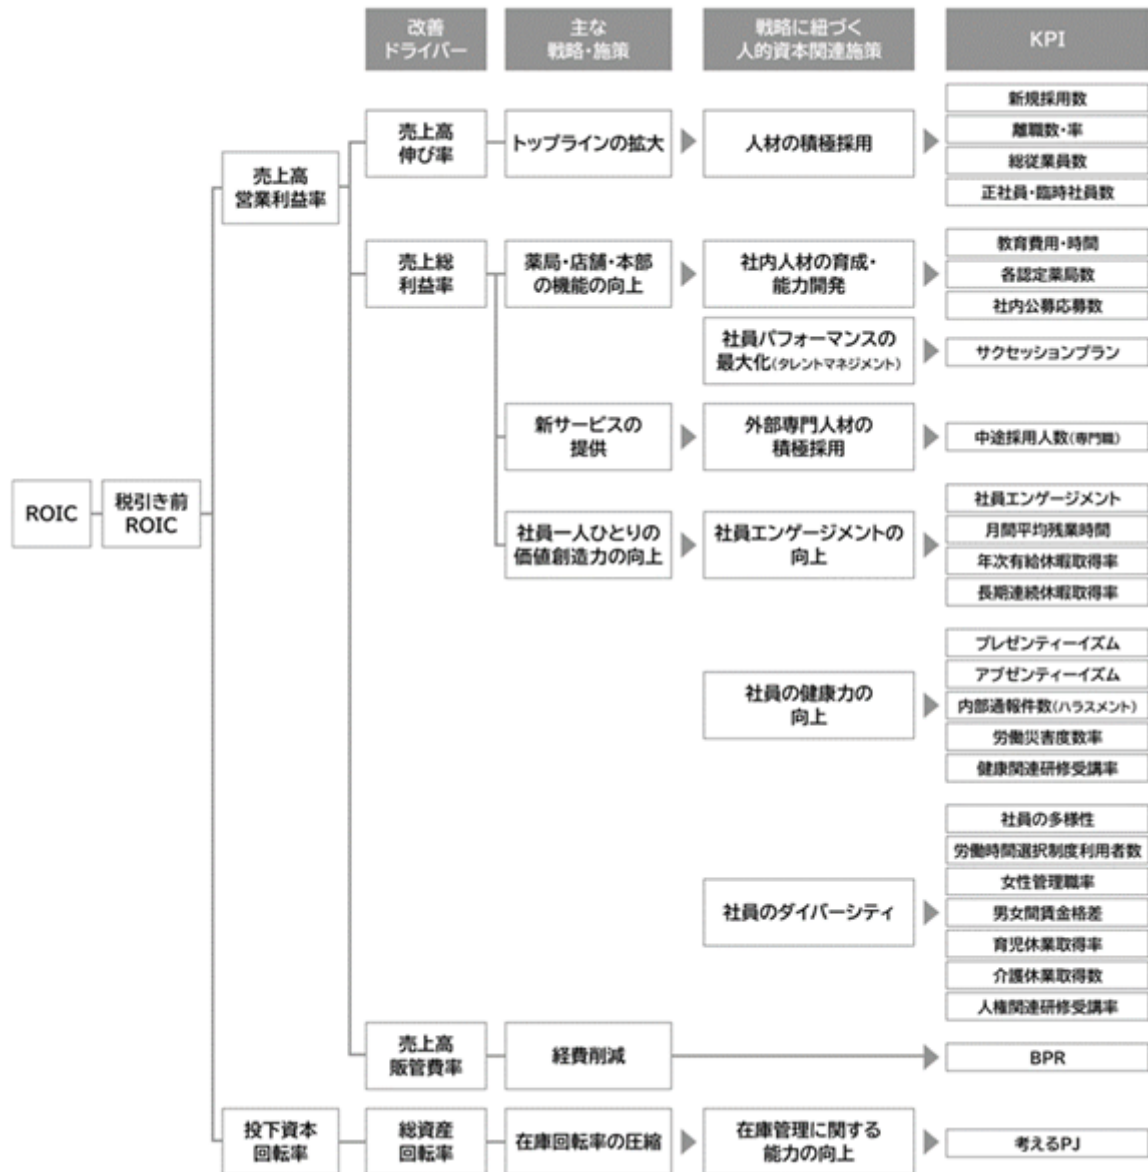 改善
ドライバー
主な
戦略・施策
戦略に紐づく
人的資本関連施策
KPI
ROIC
税引き前
ROIC
売上高
営業利益率
売上高
伸び率
トップラインの拡大
人材の積極採用
新規採用数
離職数・率
総従業員数
正社員・臨時社員数
売上総
利益率
薬局・店舗・本部
の機能の向上
社内人材の育成・
能力開発
教育費用・時間
各認定薬局数
社内公募応募数
社員パフォーマンスの
最大化(タレントマネジメント)
サクセッションプラン
新サービスの
提供
外部専門人材の
積極採用
中途採用人数(専門職)
社員一人ひとりの
価値創造力の向上
社員エンゲージメントの
向上
社員エンゲージメント
月間平均残業時間
年次有給休暇取得率
長期連続休暇取得率
社員の健康力の
向上
プレゼンティーイズム
アブゼンティーイズム
内部通報件数(ハラスメント)
労働災害度数率
健康関連研修受講率
社員のダイバーシティ
社員の多様性
労働時間選択制度利用者数
女性管理職率
男女間賃金格差
育児休業取得率
介護休業取得数
人権関連研修受講率
売上高
販管費率
経費削減
BPR
投下資本
回転率
総資産
回転率
在庫回転率の圧縮
在庫管理に関する
能力の向上
考えるPJ